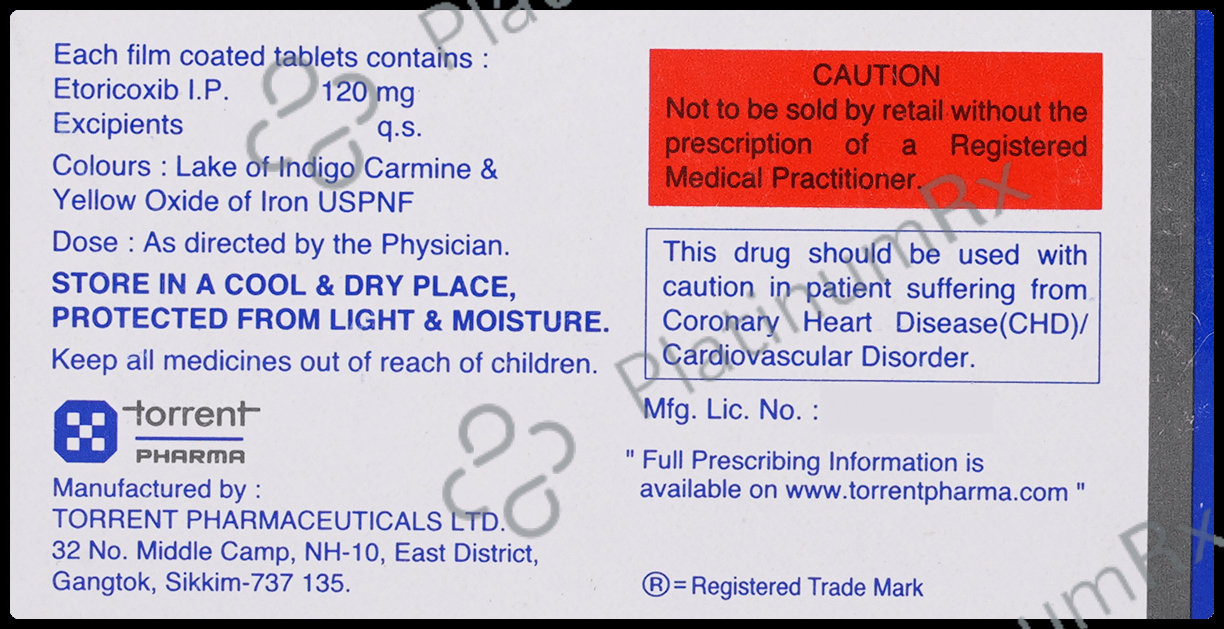 Each film coated tablets contains :
Etoricoxib I.P. 120 mg
Excipients q.s.
Colours : Lake of Indigo Carmine &
Yellow Oxide of Iron USPNF
Dose : As directed by the Physician.
STORE IN A COOL & DRY PLACE,
PROTECTED FROM LIGHT & MOISTURE.
Keep all medicines out of reach of children.
torrent
PHARMA
Manufactured by :
TORRENT PHARMACEUTICALS LTD.
32 No. Middle Camp, NH-10, East District,
Gangtok, Sikkim-737 135.
CAUTION
Not to be sold by retail without the
prescription of a Registered
Medical Practitioner.
This drug should be used with
caution in patient suffering from
Coronary Heart Disease(CHD)/
Cardiovascular Disorder.
Mfg. Lic. No. :
" Full Prescribing Information is
available on www.torrentpharma.com "
® = Registered Trade Mark
PlatinumRx